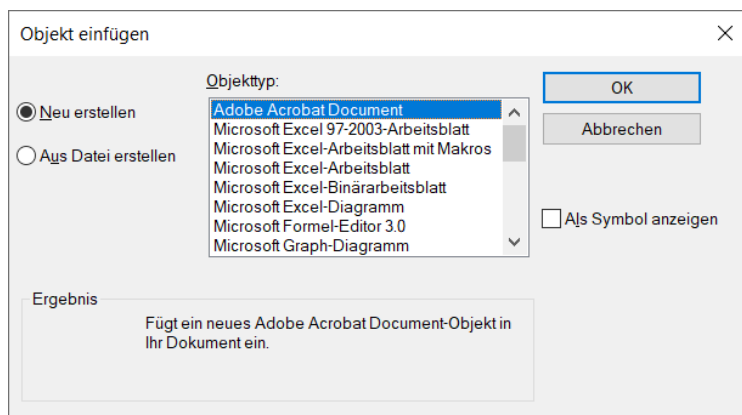 Objekt einfügen
Objekttyp:
Neu erstellen
Aus Datei erstellen
Adobe Acrobat Document
Microsoft Excel 97-2003-Arbeitsblatt
Microsoft Excel-Arbeitsblatt mit Makros
Microsoft Excel-Arbeitsblatt
Microsoft Excel-Binärarbeitsblatt
Microsoft Excel-Diagramm
Microsoft Formel-Editor 3.0
Microsoft Graph-Diagramm
OK
Abbrechen
Als Symbol anzeigen
Ergebnis
Fügt ein neues Adobe Acrobat Document-Objekt in
Ihr Dokument ein.